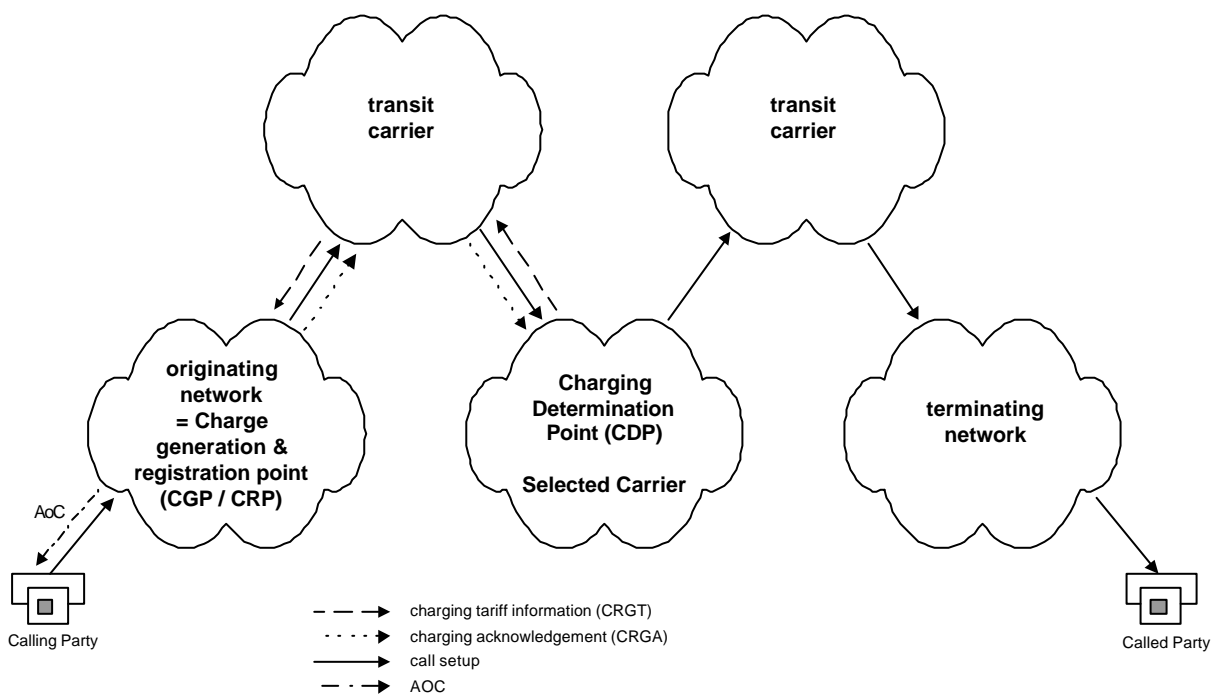 transit
carrier
transit
carrier
originating
network
= Charge
generation &
registration point
(CGP / CRP)
Charging
Determination
Point (CDP)
Selected Carrier
terminating
network
AoC
Calling Party
Called Party
charging tariff information (CRGT)
charging acknowledgement (CRGA)
call setup
AOC